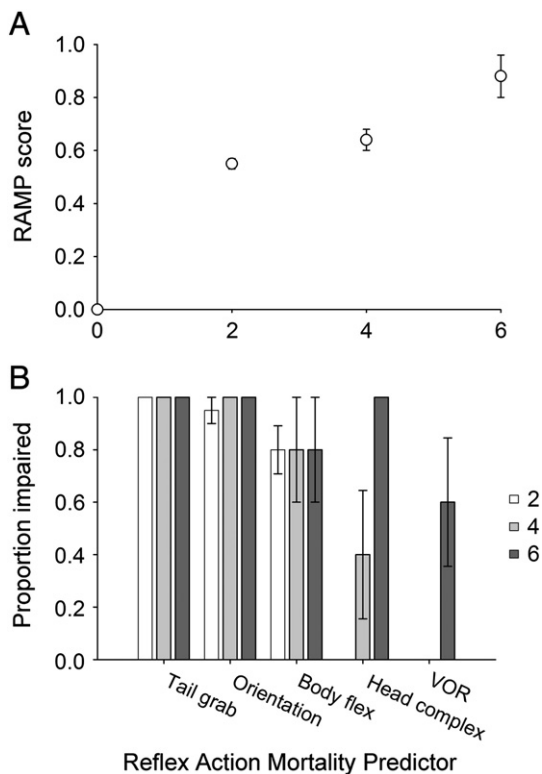 A
1.0
0.8
0.6
0.4
0.2
0.0
RAMP score
0 2 4 6
B
1.0
0.8
0.6
0.4
0.2
0.0
Proportion impaired
2
4
6
Tail grab
Orientation
Body flex
Head complex
VOR
Reflex Action Mortality Predictor